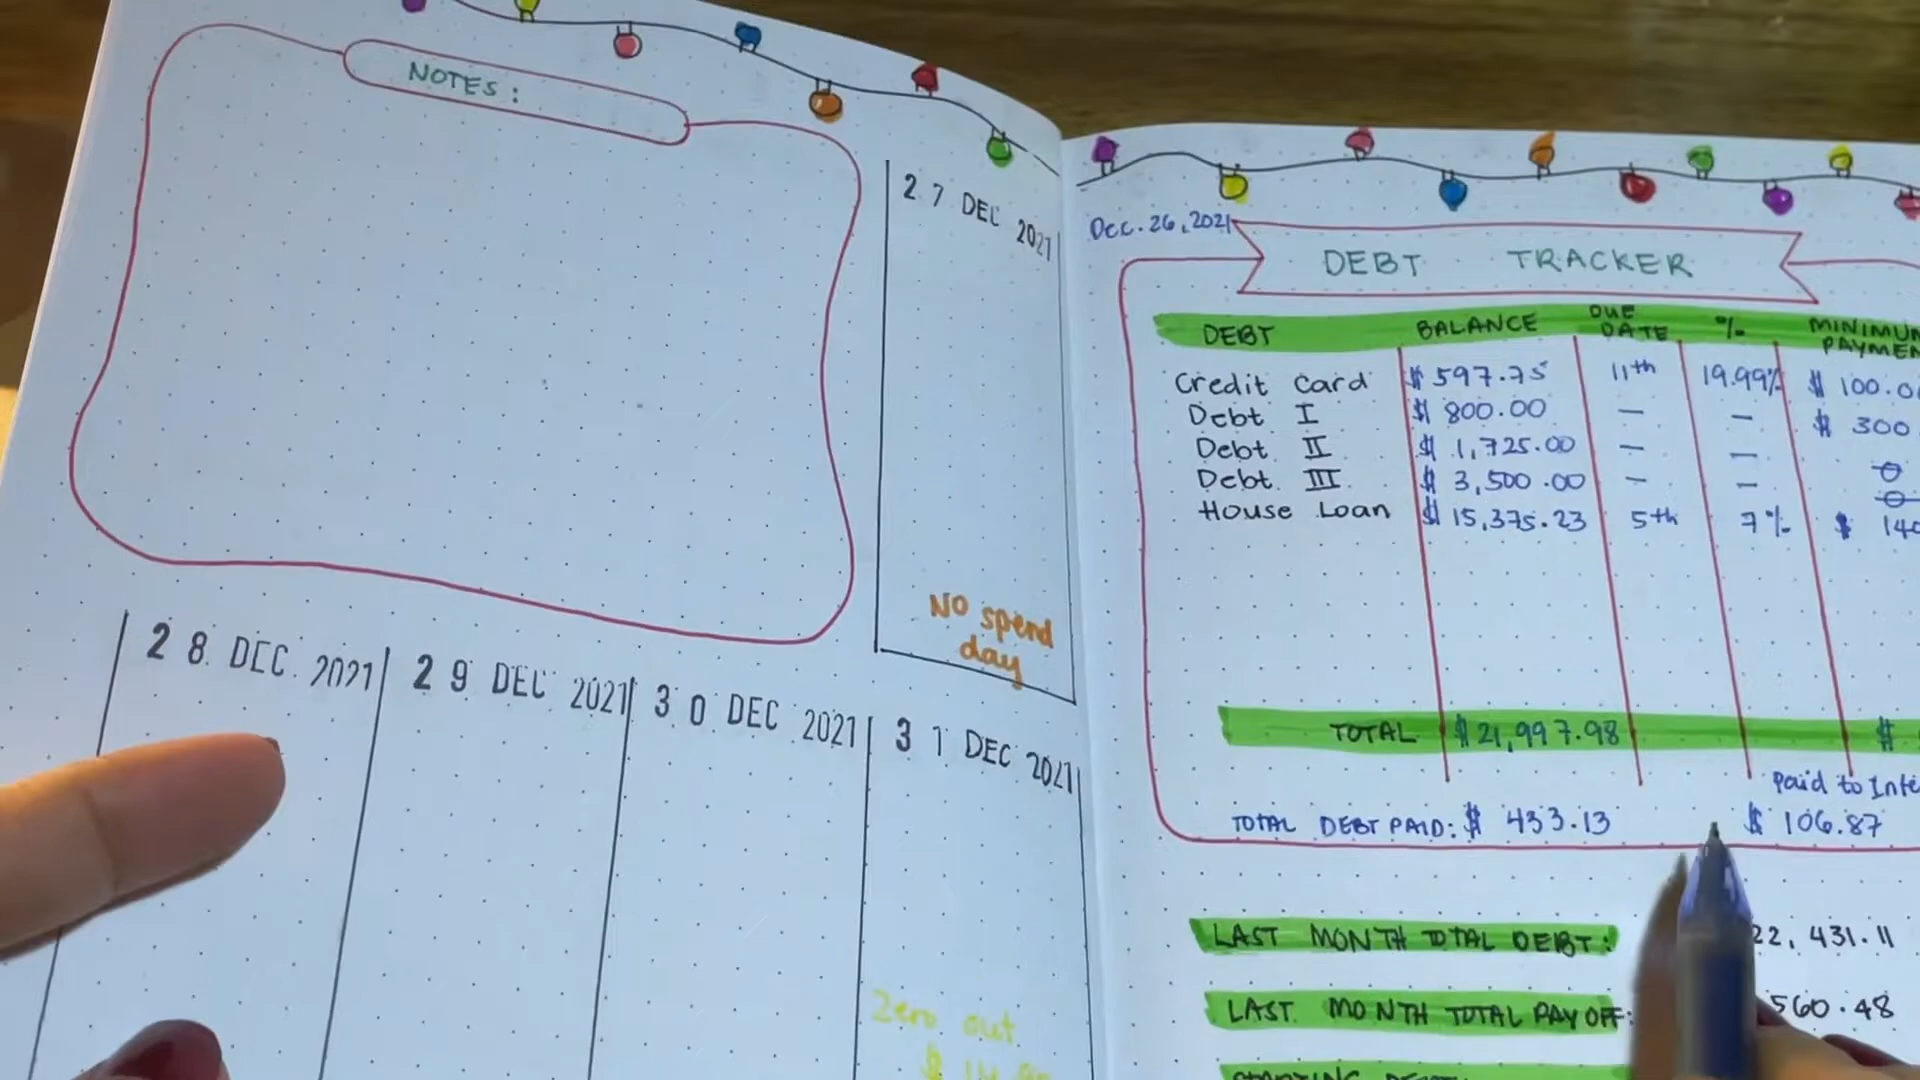 NOTES:
27 DEC 2021
No spend
day
28 DEC 2021
29 DEC 2021
30 DEC 2021
31 DEC 2021
Zero out
Dec. 26, 2021
DEBT TRACKER
DEBT BALANCE DUE DATE % MINIMUM
Credit Card $597.75 11th 19.99%
Debt I $800.00 — — $300
Debt II $1,725.00 — — 0
Debt III $3,500.00 — — 0
House Loan $15,375.23 5th 7% $
TOTAL $21,997.98 $
Paid to
TOTAL DEBT PAID: $433.13 $106.87
LAST MONTH TOTAL DEBT: 22,431.11
LAST MONTH TOTAL PAY OFF: 560.48